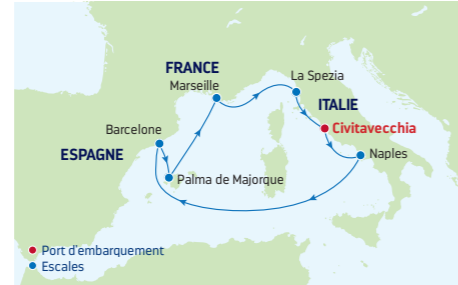 FRANCE
Marseille
La Spezia
ITALIE
Civitavecchia
Barcelone
Naples
ESPAGNE
Palma de Majorque
Port d'embarquement
Escales